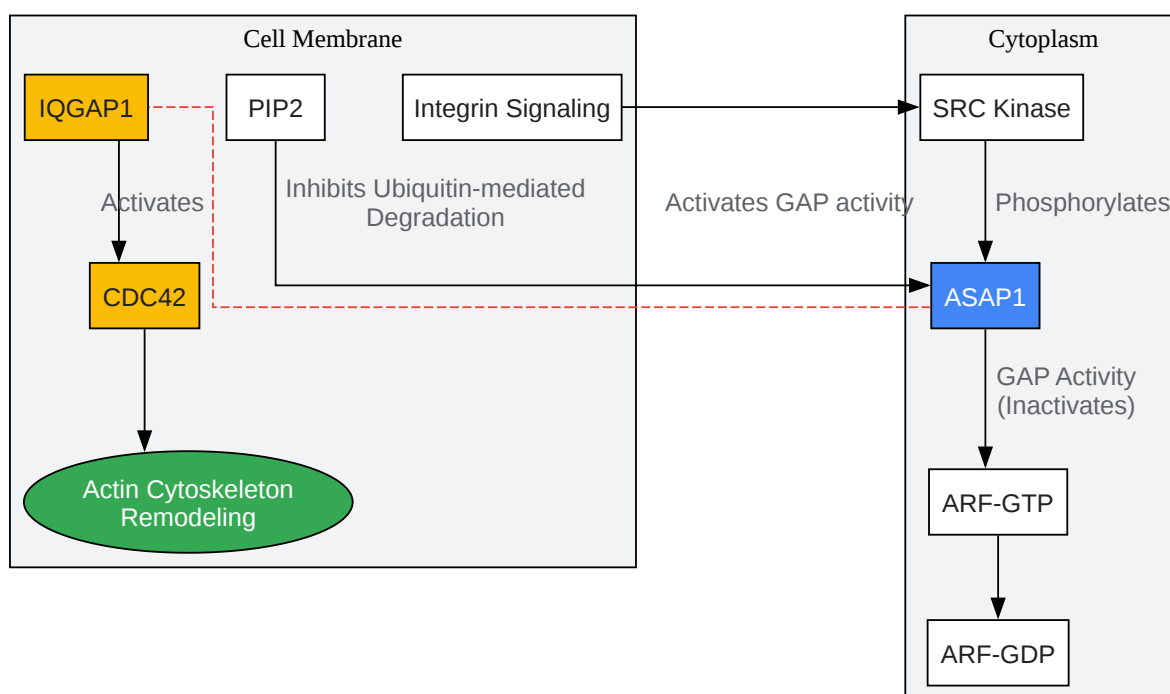 Cell Membrane
Cytoplasm
IQGAP1
PIP2
Integrin Signaling
SRC Kinase
Activates
Inhibits Ubiquitin-mediated
Degradation
Activates GAP activity
Phosphorylates
CDC42
ASAP1
GAP Activity
(Inactivates)
Actin Cytoskeleton
Remodeling
ARF-GTP
ARF-GDP